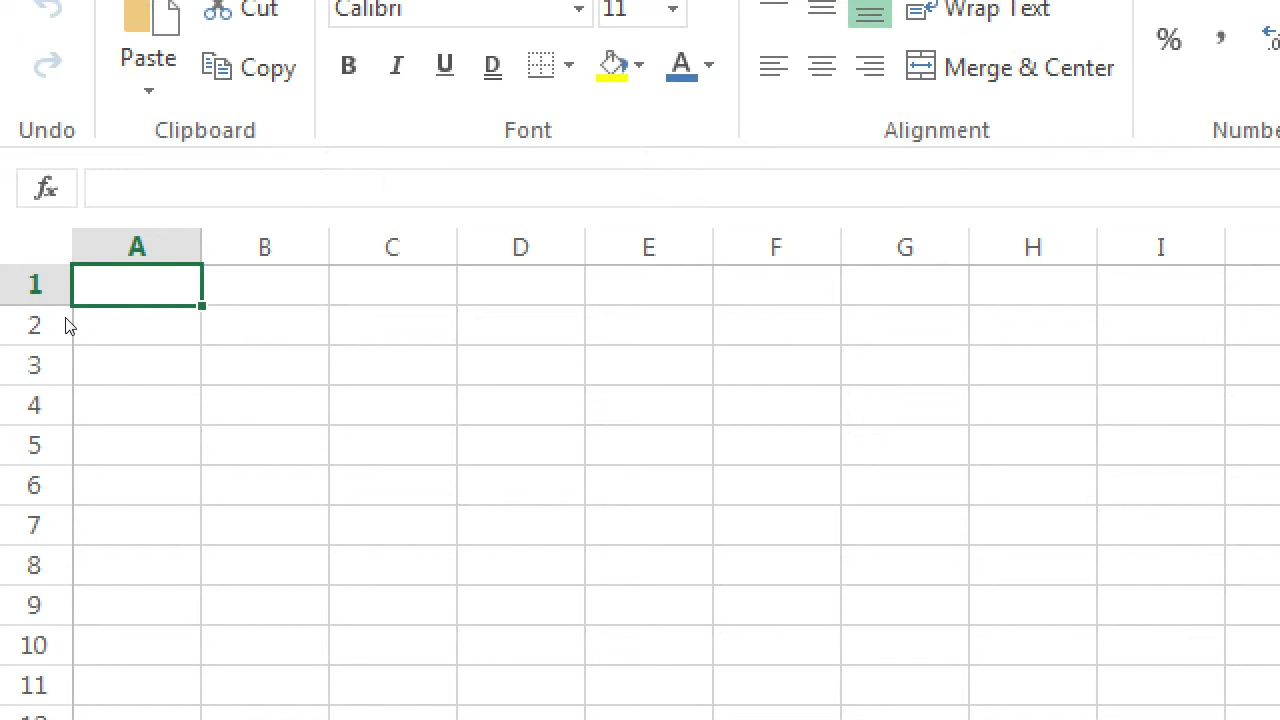 Cut Calibri 11 Wrap Text
Paste Copy B I U D A Merge & Center % ,
Undo Clipboard Font Alignment
fx
A B C D E F G H I
1
2
3
4
5
6
7
8
9
10
11